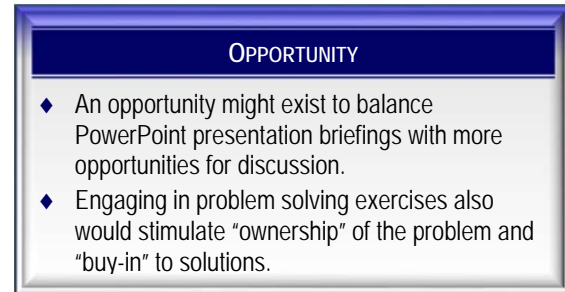 OPPORTUNITY
♦ An opportunity might exist to balance
PowerPoint presentation briefings with more
opportunities for discussion.
♦ Engaging in problem solving exercises also
would stimulate “ownership” of the problem and
“buy-in” to solutions.